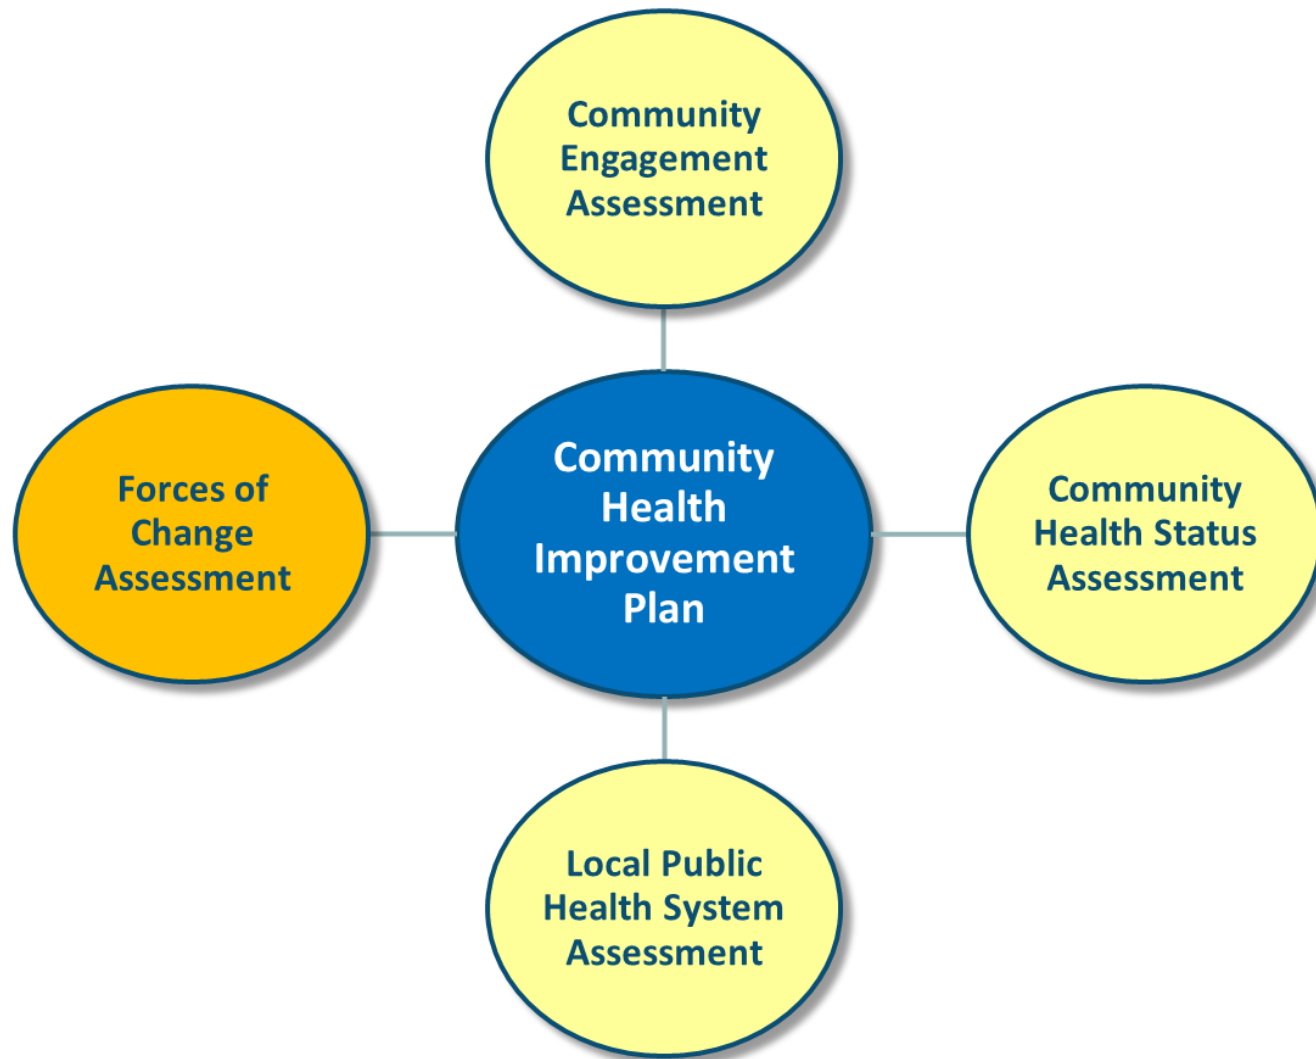 Community
Engagement
Assessment
Forces of
Change
Assessment
Community
Health
Improvement
Plan
Community
Health Status
Assessment
Local Public
Health System
Assessment